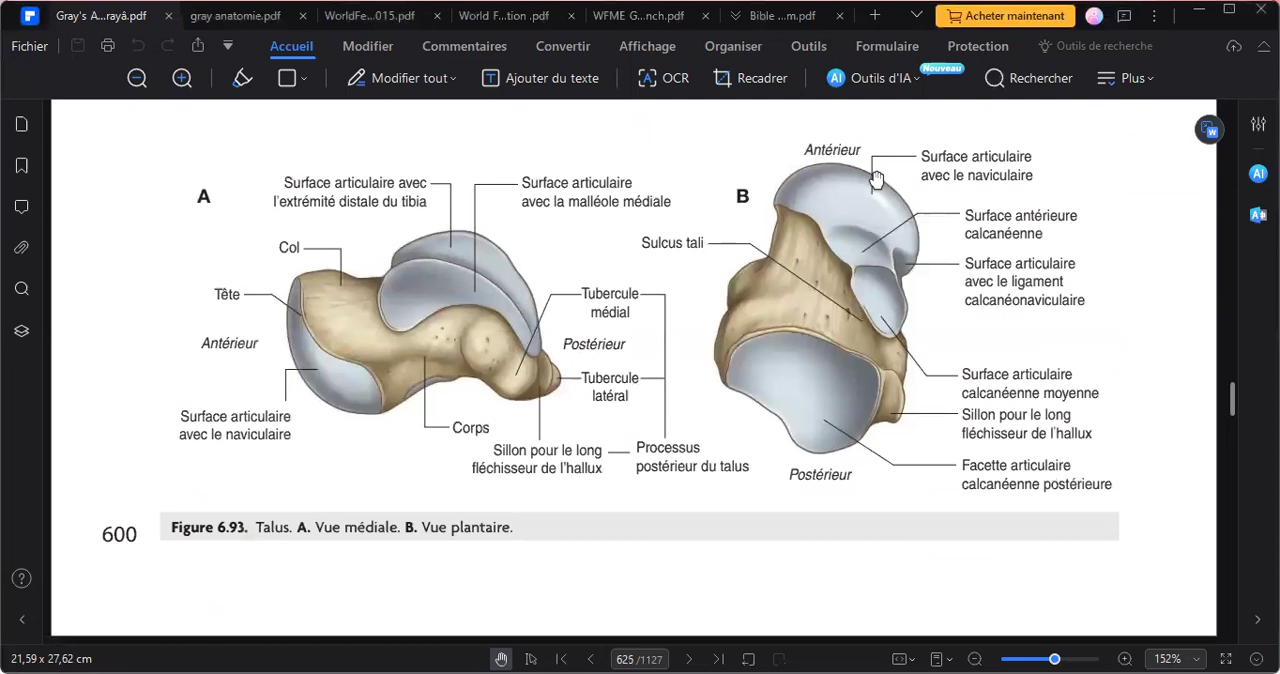 Gray's A...rayâ.pdf
gray anatomie.pdf
WorldFe...015.pdf
World F...tion .pdf
WFME G...nch.pdf
Bible ...m.pdf
Acheter maintenant
Fichier
Accueil
Modifier
Commentaires
Convertir
Affichage
Organiser
Outils
Formulaire
Protection
Outils de recherche
Modifier tout
Ajouter du texte
OCR
Recadrer
AI Outils d'IA
Nouveau
Rechercher
Plus
A
Surface articulaire avec
l'extrémité distale du tibia
Surface articulaire
avec la malléole médiale
Col
Tête
Antérieur
Tubercule
médial
Postérieur
Tubercule
latéral
Surface articulaire
avec le naviculaire
Corps
Sillon pour le long
fléchisseur de l'hallux
Processus
postérieur du talus
B
Antérieur
Surface articulaire
avec le naviculaire
Surface antérieure
calcanéenne
Sulcus tali
Surface articulaire
avec le ligament
calcanéonaviculaire
Surface articulaire
calcanéenne moyenne
Sillon pour le long
fléchisseur de l'hallux
Facette articulaire
calcanéenne postérieure
Postérieur
600
Figure 6.93. Talus. A. Vue médiale. B. Vue plantaire.
AI
21,59 x 27,62 cm
625 /1127
152%